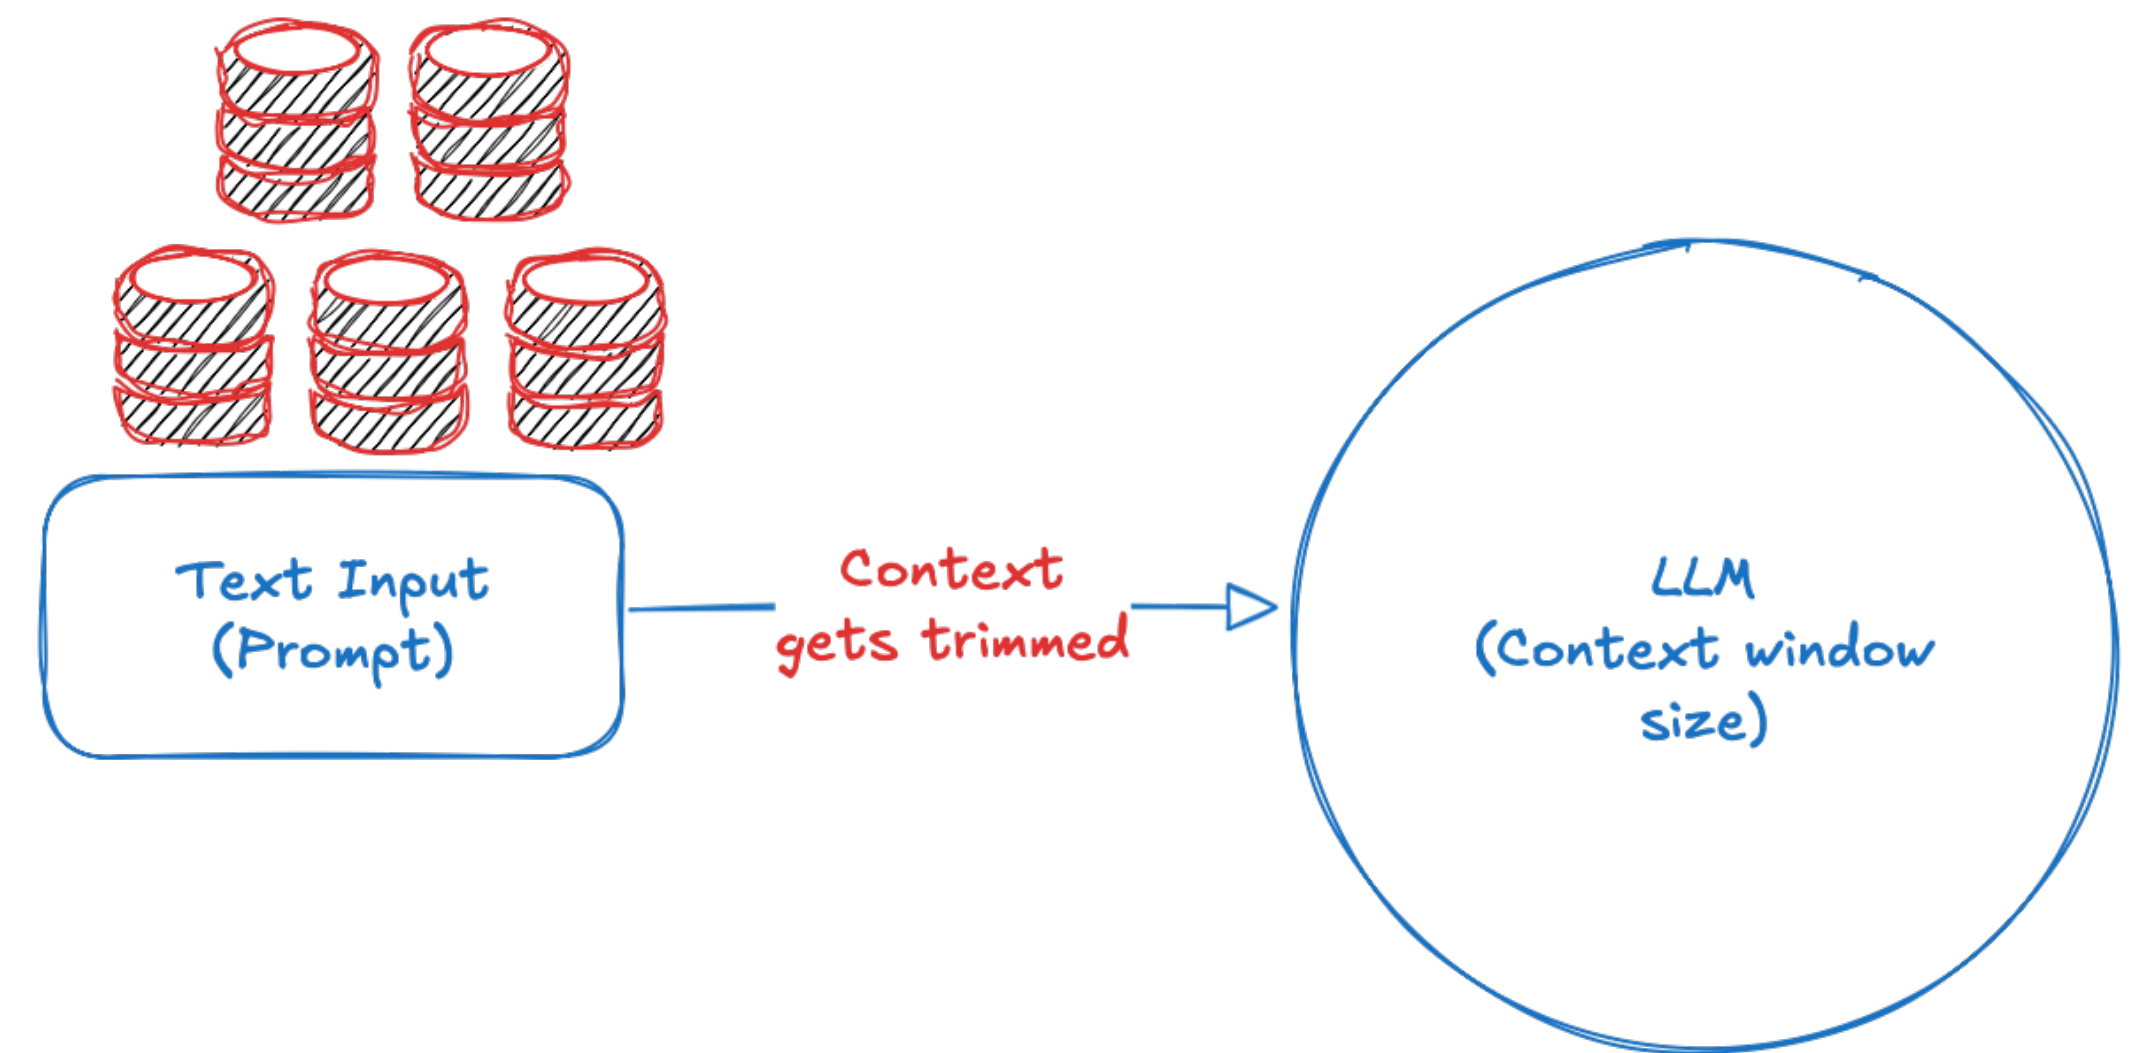 Text Input
(Prompt)
Context
gets trimmed
LLM
(Context window
size)